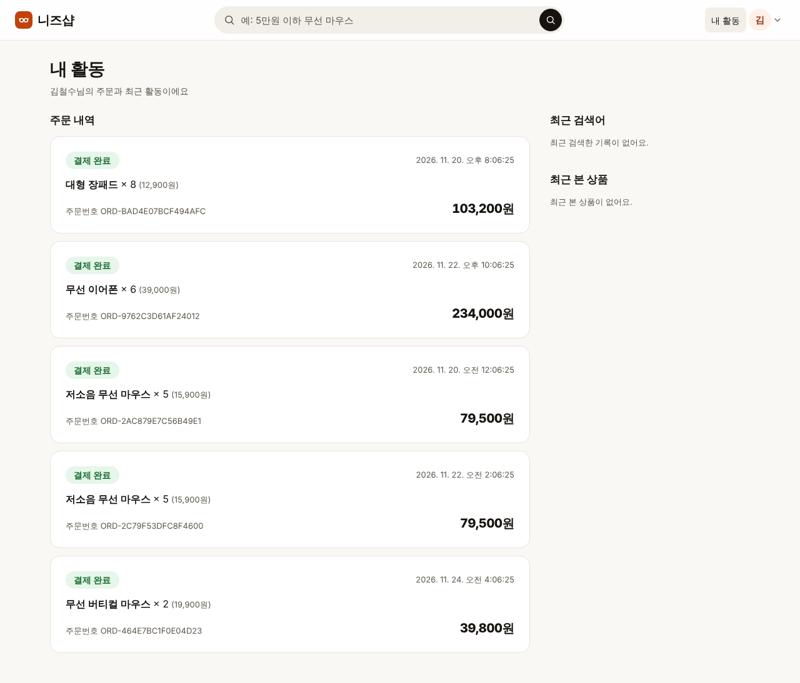 니즈샵
예: 5만원 이하 무선 마우스
내 활동
김
내 활동
김철수님의 주문과 최근 활동이에요
주문 내역
결제 완료
2026. 11. 20. 오후 8:06:25
대형 장패드 × 8 (12,900원)
주문번호 ORD-BAD4E07BCF494AFC
103,200원
결제 완료
2026. 11. 22. 오후 10:06:25
무선 이어폰 × 6 (39,000원)
주문번호 ORD-9762C3D61AF24012
234,000원
결제 완료
2026. 11. 20. 오전 12:06:25
저소음 무선 마우스 × 5 (15,900원)
주문번호 ORD-2AC879E7C56B49E1
79,500원
결제 완료
2026. 11. 22. 오전 2:06:25
저소음 무선 마우스 × 5 (15,900원)
주문번호 ORD-2C79F53DFC8F4600
79,500원
결제 완료
2026. 11. 24. 오전 4:06:25
무선 버티컬 마우스 × 2 (19,900원)
주문번호 ORD-464E7BC1F0E04D23
39,800원
최근 검색어
최근 검색한 기록이 없어요.
최근 본 상품
최근 본 상품이 없어요.